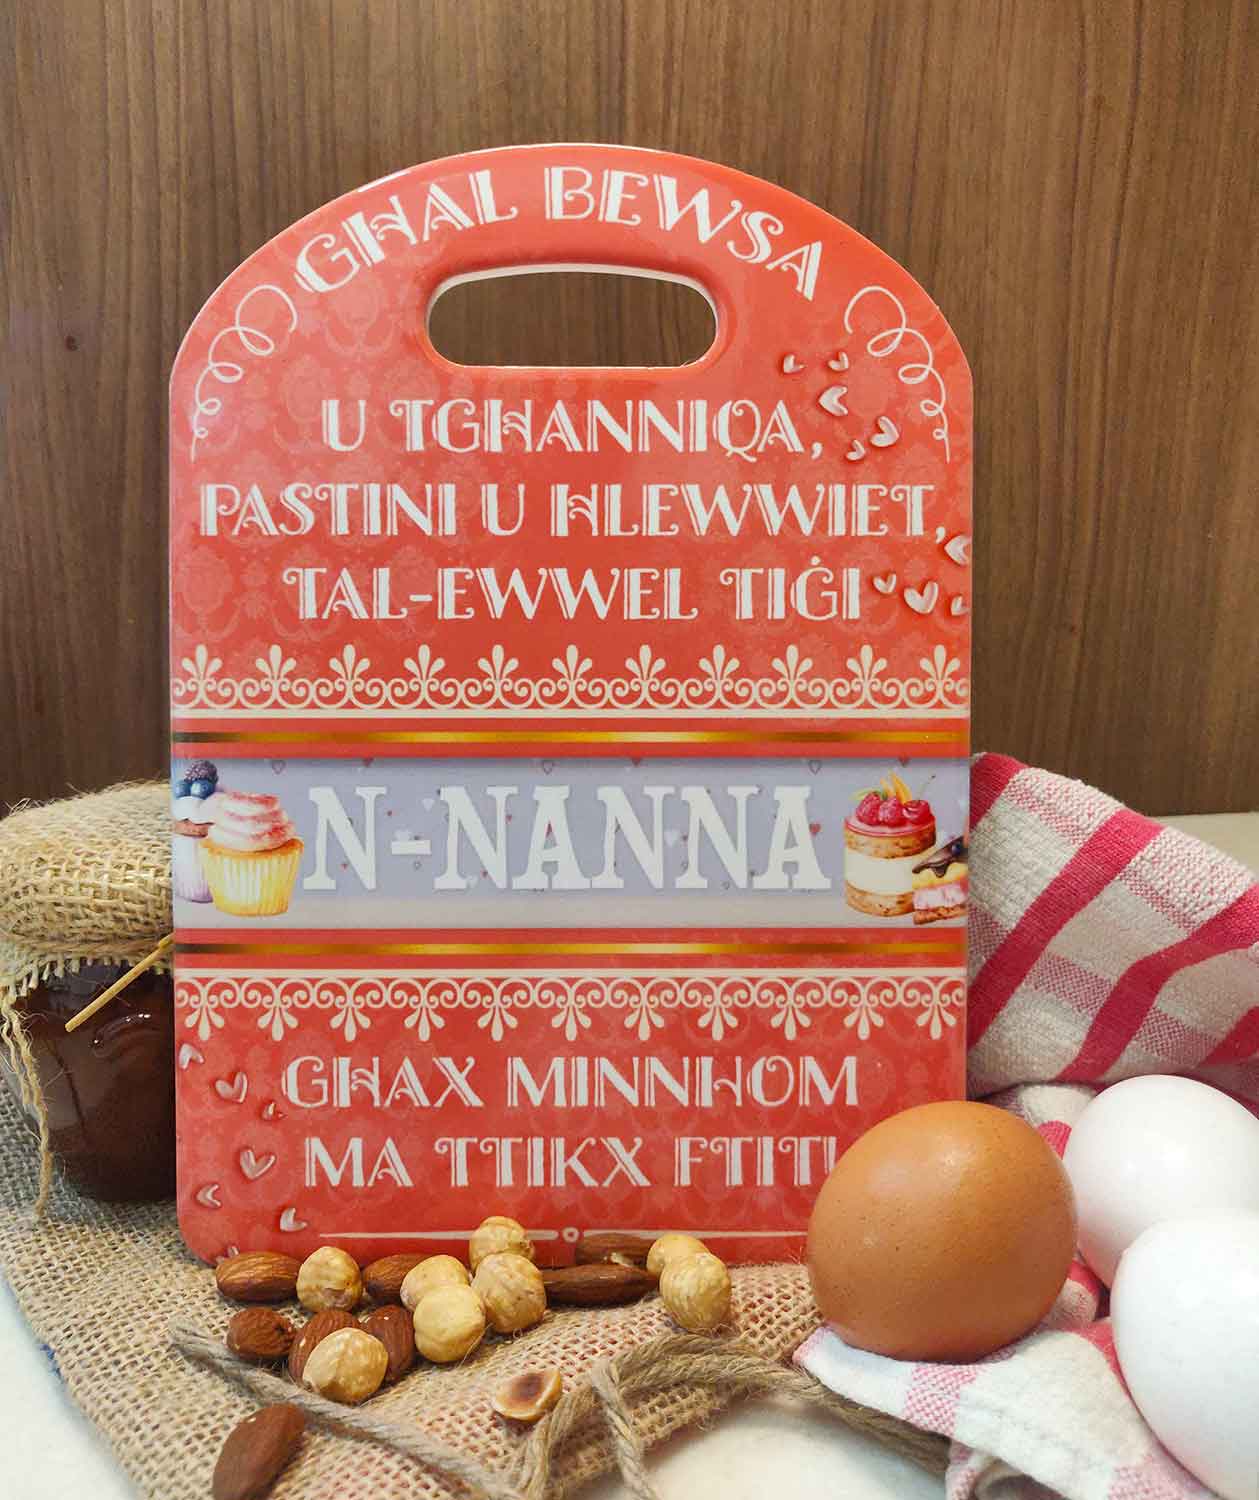 GĦAL BEWSA
U TGĦANNIQA,
PASTINI U ĦLEWWIET,
TAL-EWWEL TIĠI
N-NANNA
GĦAX MINNHOM
MA TTIKX FTIT!